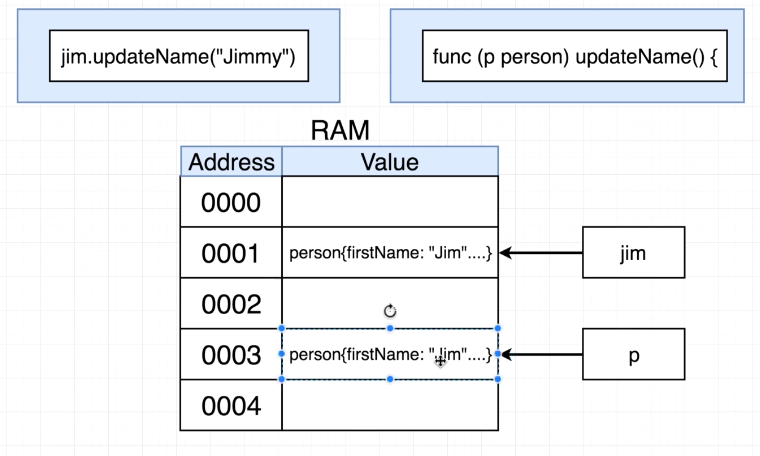 jim.updateName("Jimmy")
func (p person) updateName() {
RAM
Address Value
0000
0001 person{firstName: "Jim"....} jim
0002
0003 person{firstName: "Jim"....} p
0004